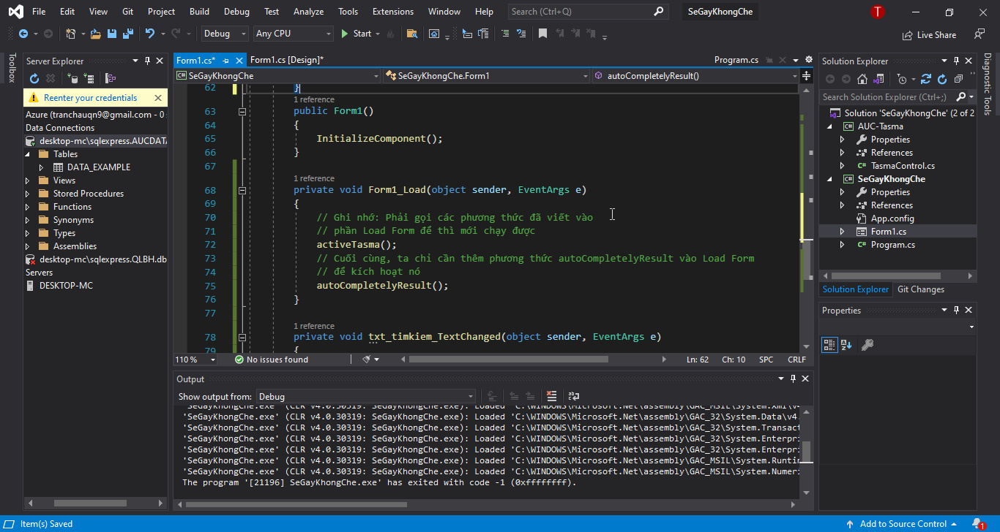 File Edit View Git Project Build Debug Test Analyze Tools Extensions Window Help Search (Ctrl+Q) SeGayKhongChe T
Debug Any CPU Start Live Share
Toolbox
Server Explorer
Reenter your credentials
Azure (tranchauqn9@gmail.com - 0
Data Connections
desktop-mc\sqlexpress.AUCDATA
Tables
DATA_EXAMPLE
Views
Stored Procedures
Functions
Synonyms
Types
Assemblies
desktop-mc\sqlexpress.QLBH.db
Servers
DESKTOP-MC
Form1.cs* Form1.cs [Design]* Program.cs
SeGayKhongChe SeGayKhongChe.Form1 autoCompletelyResult()
62 }
1 reference
63 public Form1()
64 {
65 InitializeComponent();
66 }
67
1 reference
68 private void Form1_Load(object sender, EventArgs e)
69 {
70 // Ghi nhớ: Phải gọi các phương thức đã viết vào
71 // phần Load Form để thì mới chạy được
72 activeTasma();
73 // Cuối cùng, ta chỉ cần thêm phương thức autoCompletelyResult vào Load Form
74 // để kích hoạt nó
75 autoCompletelyResult();
76 }
77
1 reference
78 private void txt_timkiem_TextChanged(object sender, EventArgs e)
79 {
110 % No issues found Ln: 62 Ch: 10 SPC CRLF
Output
Show output from: Debug
'SeGayKhongChe.exe' (CLR v4.0.30319: SeGayKhongChe.exe): Loaded 'C:\WINDOWS\Microsoft.Net\assembly\GAC_MSIL\System.Xml\v4
'SeGayKhongChe.exe' (CLR v4.0.30319: SeGayKhongChe.exe): Loaded 'C:\WINDOWS\Microsoft.Net\assembly\GAC_32\System.Data\v4.
'SeGayKhongChe.exe' (CLR v4.0.30319: SeGayKhongChe.exe): Loaded 'C:\WINDOWS\Microsoft.Net\assembly\GAC_32\System.Transact
'SeGayKhongChe.exe' (CLR v4.0.30319: SeGayKhongChe.exe): Loaded 'C:\WINDOWS\Microsoft.Net\assembly\GAC_32\System.Enterpri
'SeGayKhongChe.exe' (CLR v4.0.30319: SeGayKhongChe.exe): Loaded 'C:\WINDOWS\Microsoft.Net\assembly\GAC_32\System.Enterpri
'SeGayKhongChe.exe' (CLR v4.0.30319: SeGayKhongChe.exe): Loaded 'C:\WINDOWS\Microsoft.Net\assembly\GAC_MSIL\System.Runtin
'SeGayKhongChe.exe' (CLR v4.0.30319: SeGayKhongChe.exe): Loaded 'C:\WINDOWS\Microsoft.Net\assembly\GAC_MSIL\System.Numeri
The program '[21196] SeGayKhongChe.exe' has exited with code -1 (0xffffffff).
Solution Explorer
Search Solution Explorer (Ctrl+;)
Solution 'SeGayKhongChe' (2 of 2
AUC-Tasma
Properties
References
TasmaControl.cs
SeGayKhongChe
Properties
References
App.config
Form1.cs
Program.cs
Solution Explorer Git Changes
Properties
Diagnostic Tools
Item(s) Saved Add to Source Control 1